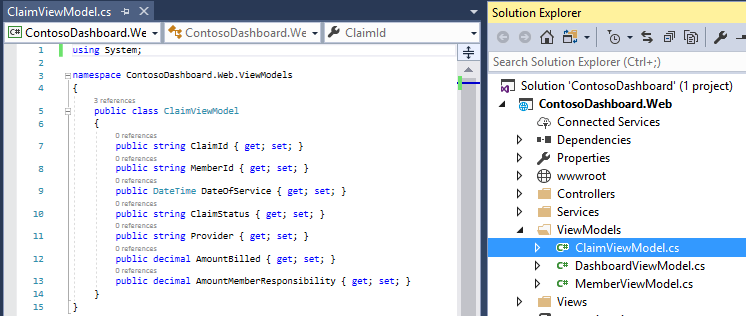 ClaimViewModel.cs
ContosoDashboard.We
ContosoDashboard.We
ClaimId
1 using System;
2
3 namespace ContosoDashboard.Web.ViewModels
4 {
3 references
5 public class ClaimViewModel
6 {
0 references
7 public string ClaimId { get; set; }
0 references
8 public string MemberId { get; set; }
0 references
9 public DateTime DateOfService { get; set; }
0 references
10 public string ClaimStatus { get; set; }
0 references
11 public string Provider { get; set; }
0 references
12 public decimal AmountBilled { get; set; }
0 references
13 public decimal AmountMemberResponsibility { get; set; }
14 }
15 }
Solution Explorer
Search Solution Explorer (Ctrl+;)
Solution 'ContosoDashboard' (1 project)
ContosoDashboard.Web
Connected Services
Dependencies
Properties
wwwroot
Controllers
Services
ViewModels
C# ClaimViewModel.cs
C# DashboardViewModel.cs
C# MemberViewModel.cs
Views